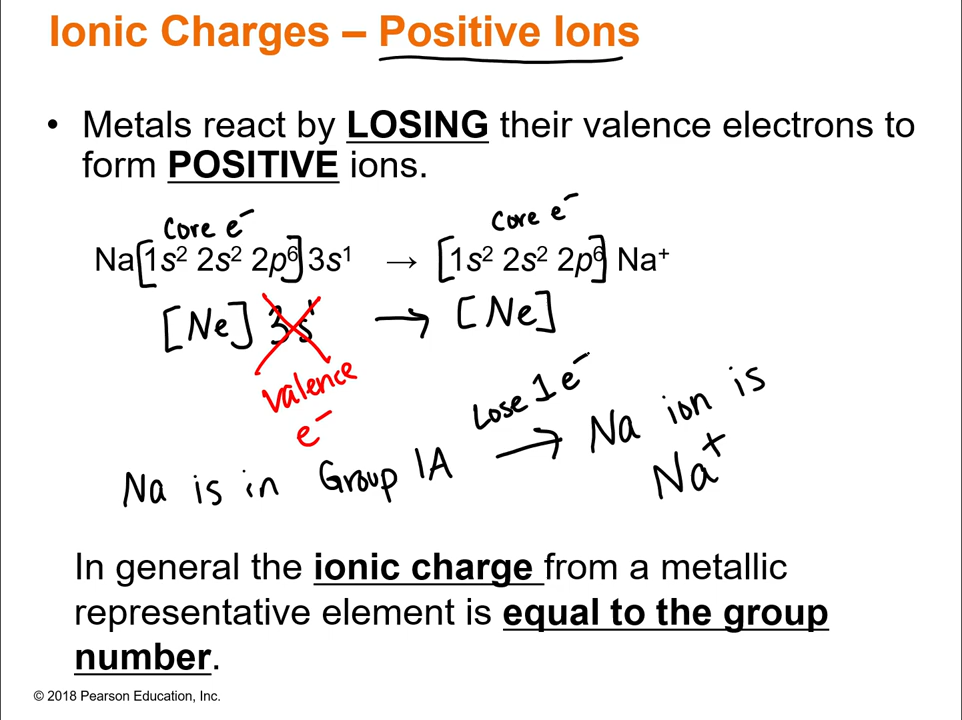 Ionic Charges – Positive Ions
• Metals react by LOSING their valence electrons to
form POSITIVE ions.
core e⁻ core e⁻
Na[1s² 2s² 2p⁶] 3s¹ → [1s² 2s² 2p⁶] Na⁺
[Ne] 3s¹ → [Ne]
valence
e⁻
Na is in Group 1A Lose 1 e⁻ → Na ion is
Na⁺
In general the ionic charge from a metallic
representative element is equal to the group
number.
© 2018 Pearson Education, Inc.